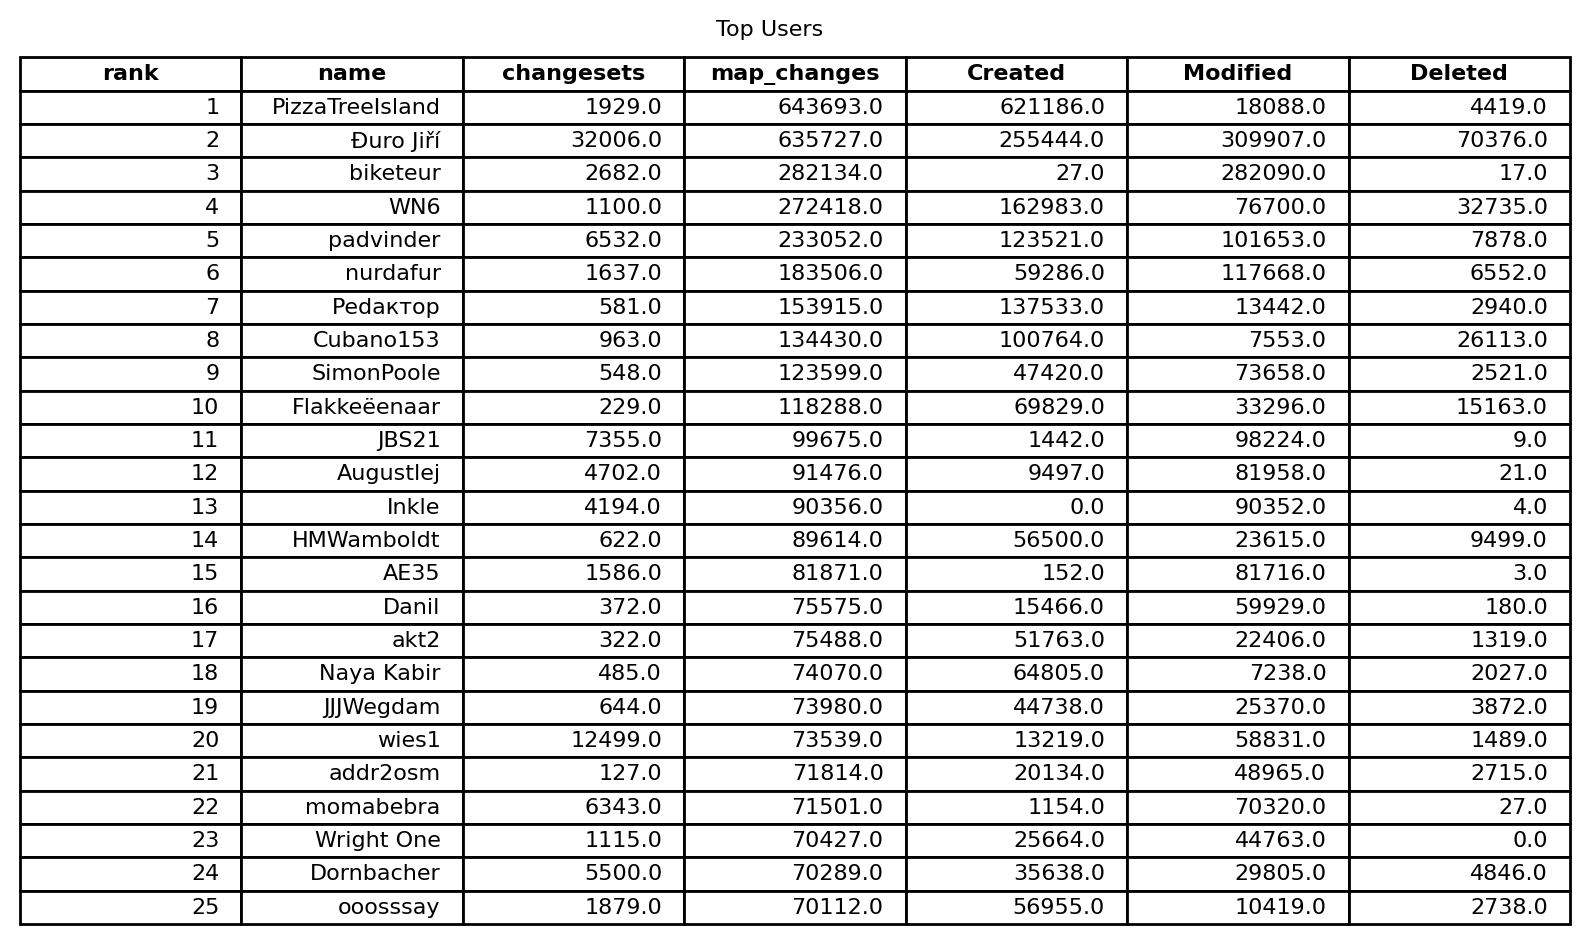 Top Users
rank name changesets map_changes Created Modified Deleted
1 PizzaTreeIsland 1929.0 643693.0 621186.0 18088.0 4419.0
2 Đuro Jiří 32006.0 635727.0 255444.0 309907.0 70376.0
3 biketeur 2682.0 282134.0 27.0 282090.0 17.0
4 WN6 1100.0 272418.0 162983.0 76700.0 32735.0
5 padvinder 6532.0 233052.0 123521.0 101653.0 7878.0
6 nurdafur 1637.0 183506.0 59286.0 117668.0 6552.0
7 Редактор 581.0 153915.0 137533.0 13442.0 2940.0
8 Cubano153 963.0 134430.0 100764.0 7553.0 26113.0
9 SimonPoole 548.0 123599.0 47420.0 73658.0 2521.0
10 Flakkeëenaar 229.0 118288.0 69829.0 33296.0 15163.0
11 JBS21 7355.0 99675.0 1442.0 98224.0 9.0
12 Augustlej 4702.0 91476.0 9497.0 81958.0 21.0
13 Inkle 4194.0 90356.0 0.0 90352.0 4.0
14 HMWamboldt 622.0 89614.0 56500.0 23615.0 9499.0
15 AE35 1586.0 81871.0 152.0 81716.0 3.0
16 Danil 372.0 75575.0 15466.0 59929.0 180.0
17 akt2 322.0 75488.0 51763.0 22406.0 1319.0
18 Naya Kabir 485.0 74070.0 64805.0 7238.0 2027.0
19 JJJWegdam 644.0 73980.0 44738.0 25370.0 3872.0
20 wies1 12499.0 73539.0 13219.0 58831.0 1489.0
21 addr2osm 127.0 71814.0 20134.0 48965.0 2715.0
22 momabebra 6343.0 71501.0 1154.0 70320.0 27.0
23 Wright One 1115.0 70427.0 25664.0 44763.0 0.0
24 Dornbacher 5500.0 70289.0 35638.0 29805.0 4846.0
25 ooosssay 1879.0 70112.0 56955.0 10419.0 2738.0